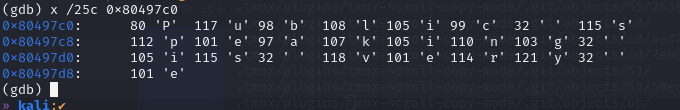 (gdb) x /25c 0x80497c0
0x80497c0: 80 'P' 117 'u' 98 'b' 108 'l' 105 'i' 99 'c' 32 ' ' 115 's'
0x80497c8: 112 'p' 101 'e' 97 'a' 107 'k' 105 'i' 110 'n' 103 'g' 32 ' '
0x80497d0: 105 'i' 115 's' 32 ' ' 118 'v' 101 'e' 114 'r' 121 'y' 32 ' '
0x80497d8: 101 'e'
(gdb)
» kali:✔